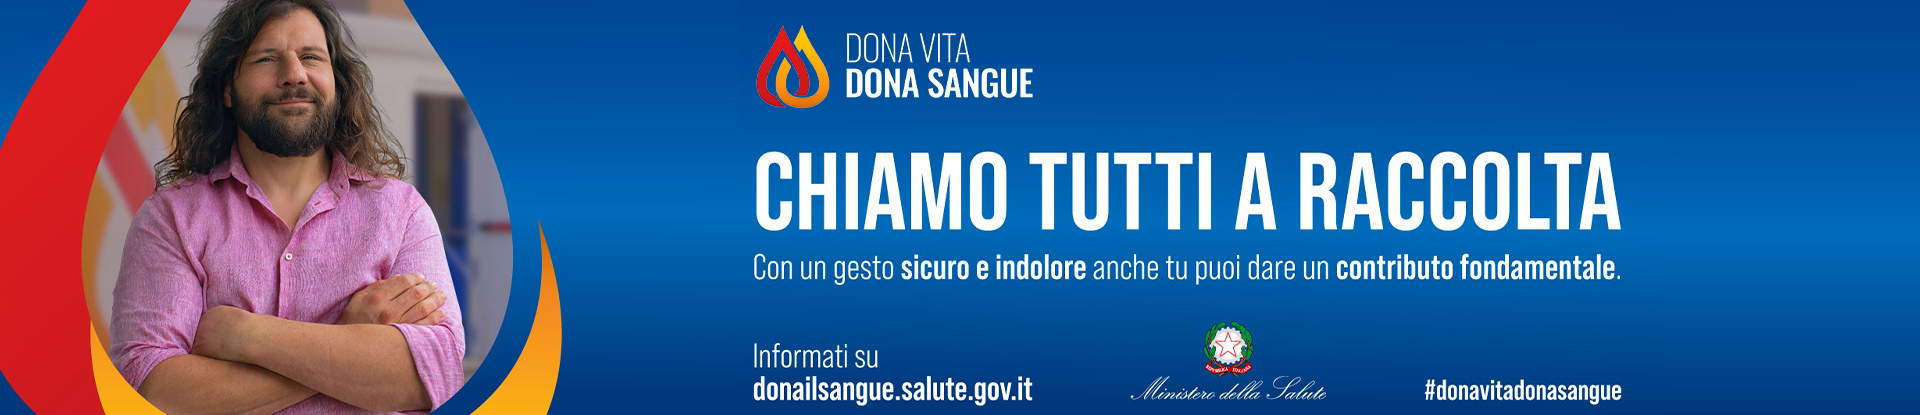 DONA VITA
DONA SANGUE
CHIAMO TUTTI A RACCOLTA
Con un gesto sicuro e indolore anche tu puoi dare un contributo fondamentale.
Informati su
donailsangue.salute.gov.it
REPVBBLICA ITALIANA
Ministero della Salute
#donavitadonasangue